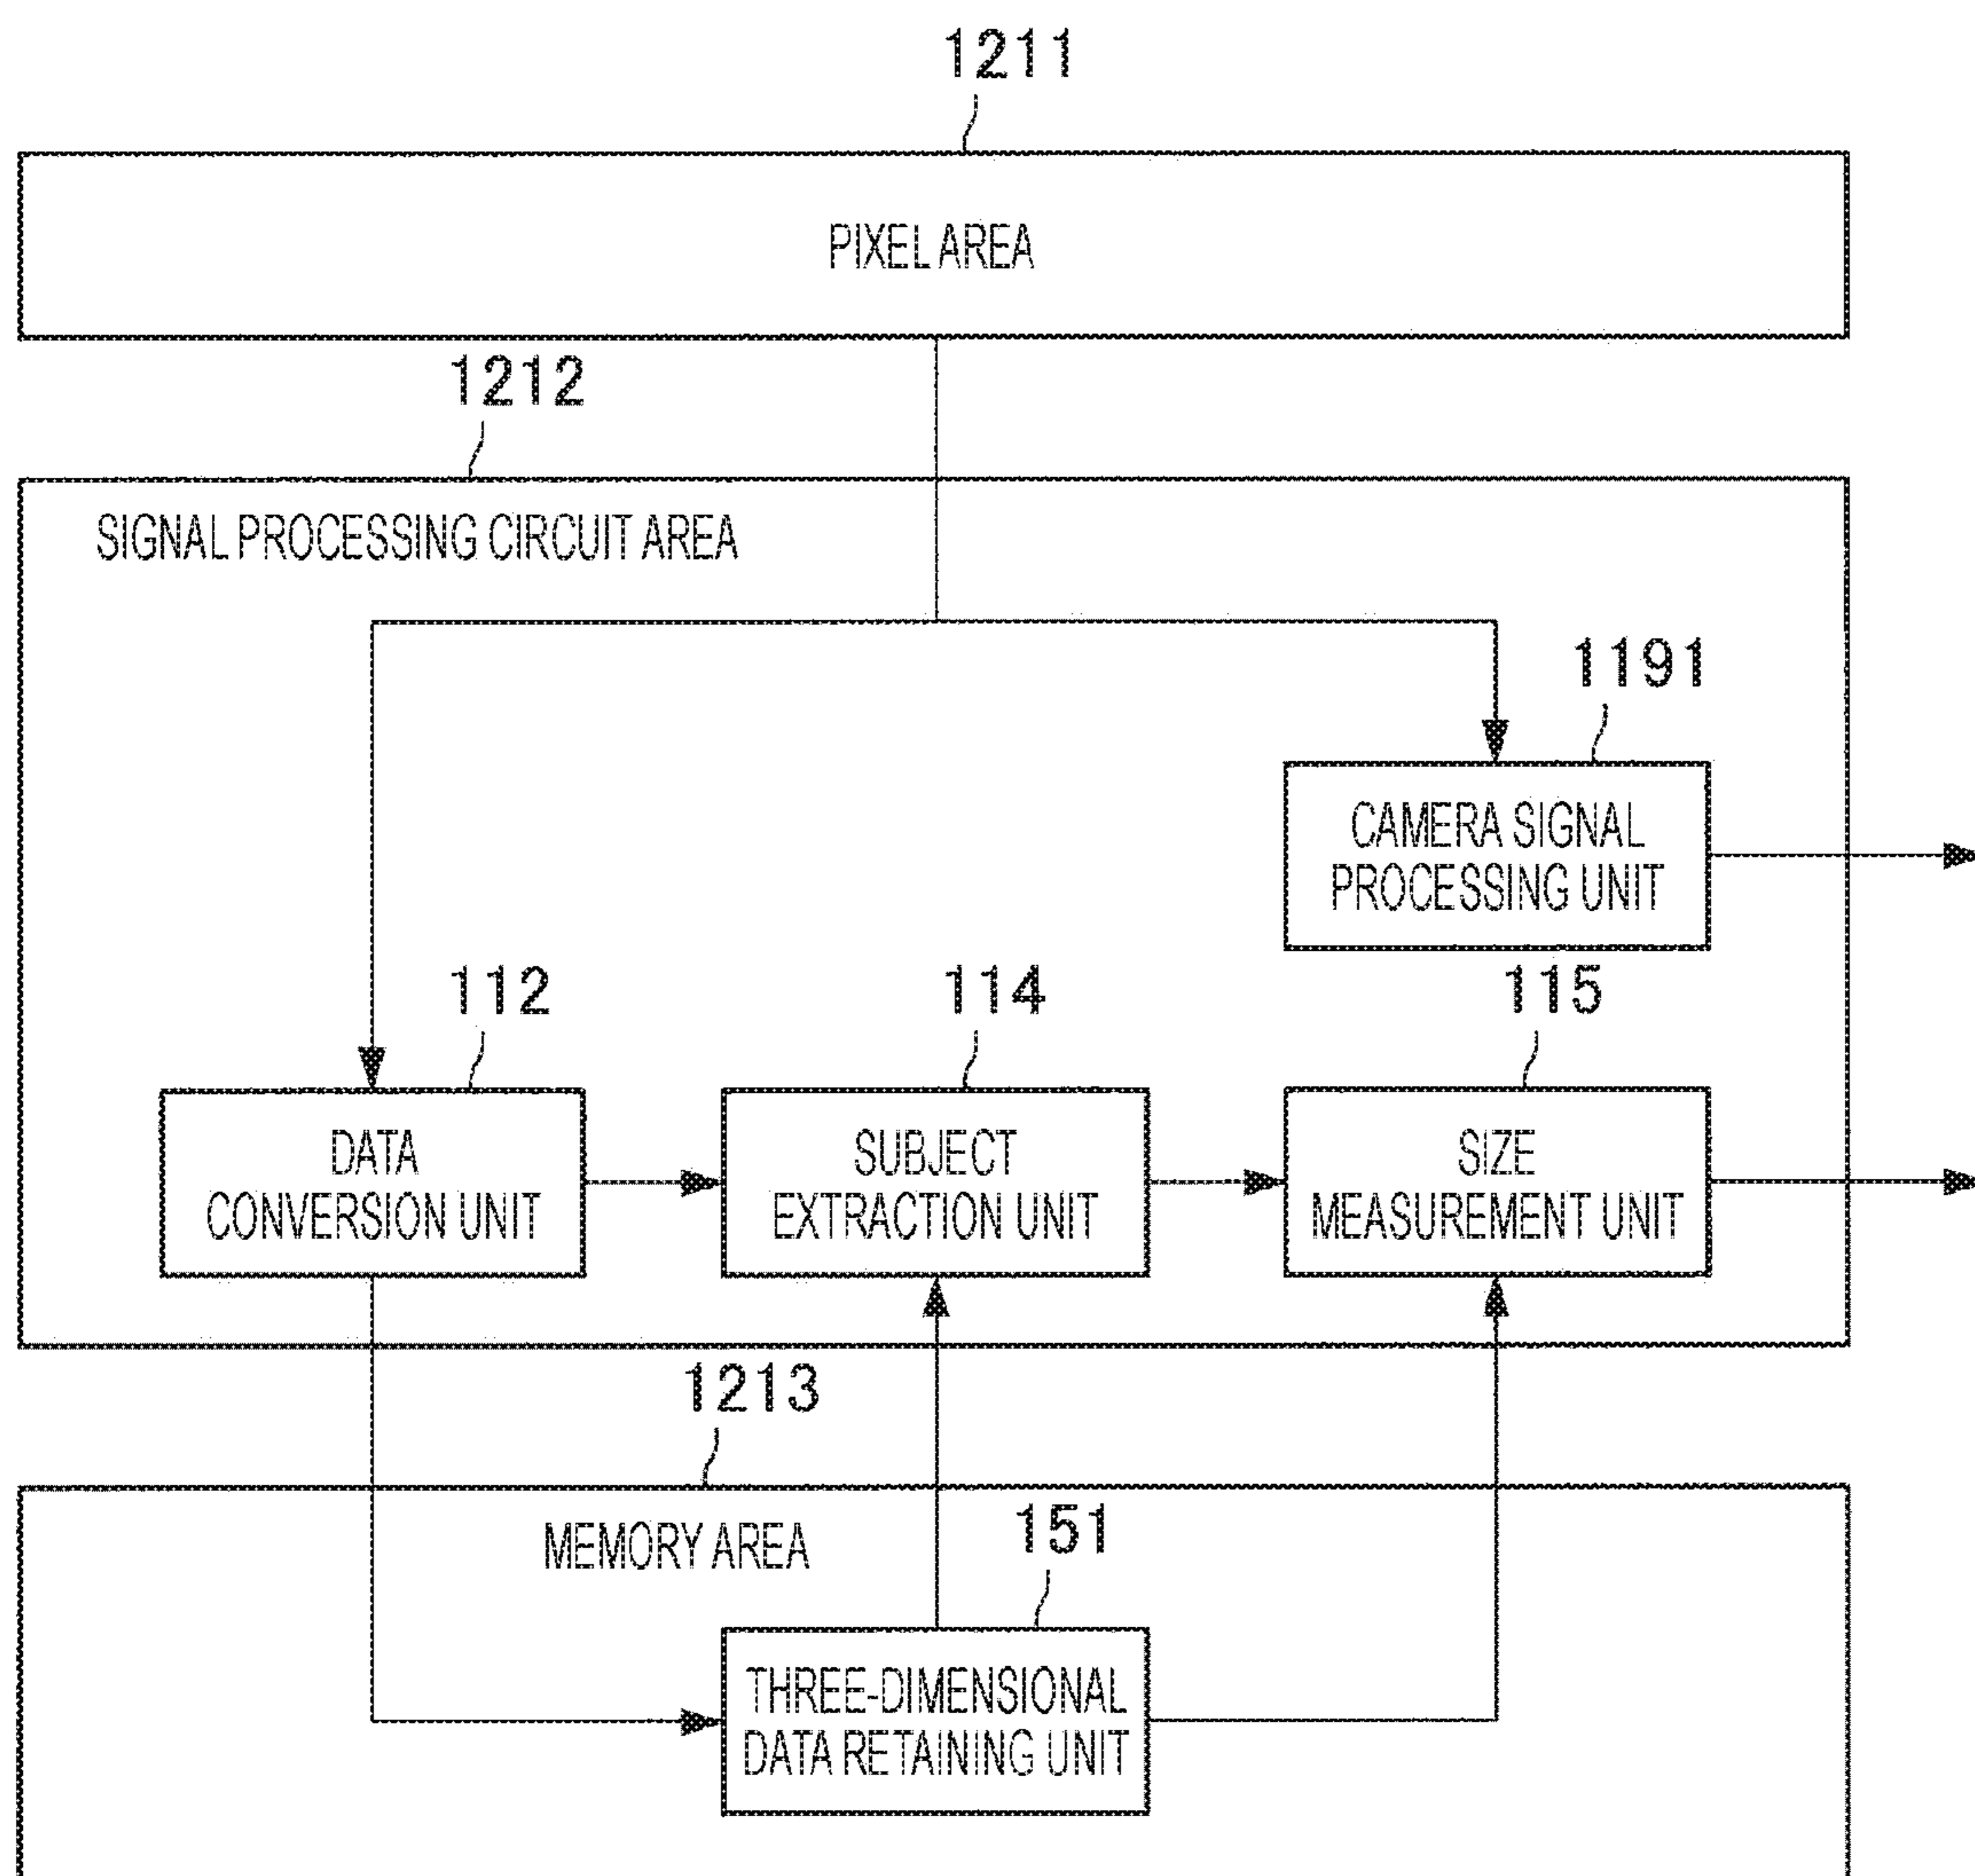 1211
PIXEL AREA
1212
SIGNAL PROCESSING CIRCUIT AREA
1191
CAMERA SIGNAL
PROCESSING UNIT
112
DATA
CONVERSION UNIT
114
SUBJECT
EXTRACTION UNIT
115
SIZE
MEASUREMENT UNIT
1213
MEMORY AREA
151
THREE-DIMENSIONAL
DATA RETAINING UNIT